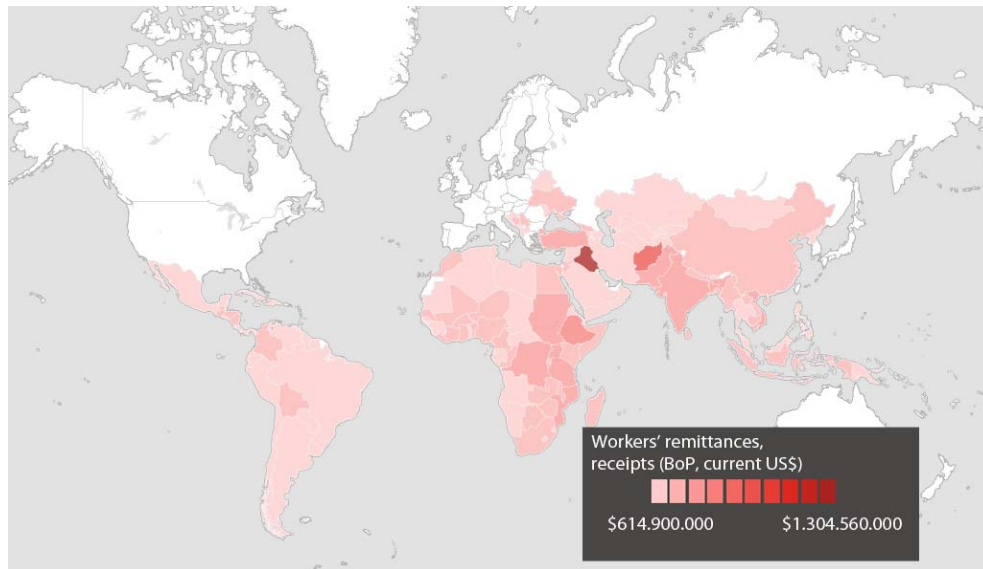 Workers’ remittances,
receipts (BoP, current US$)
$614.900.000 $1.304.560.000